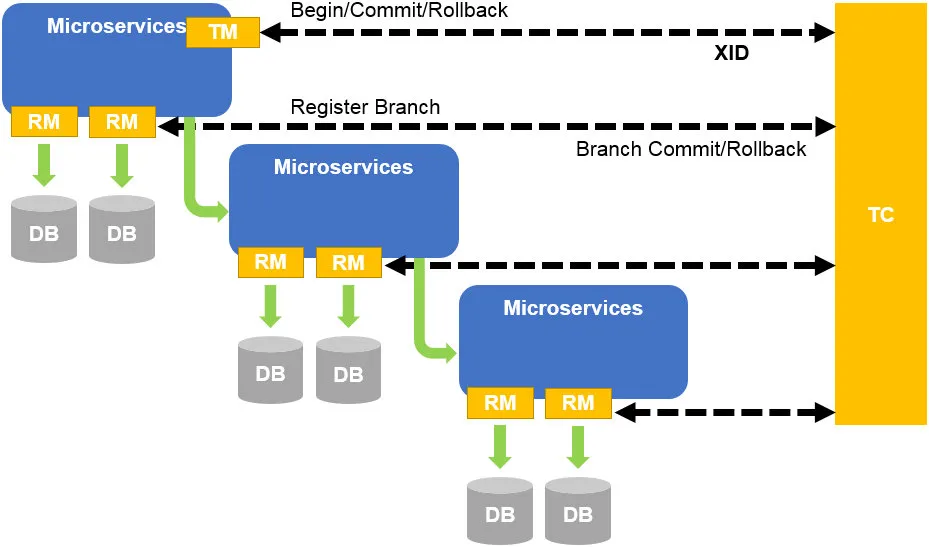 Begin/Commit/Rollback
Microservices
TM
XID
Register Branch
RM
RM
Branch Commit/Rollback
Microservices
TC
DB
DB
RM
RM
Microservices
DB
DB
RM
RM
DB
DB